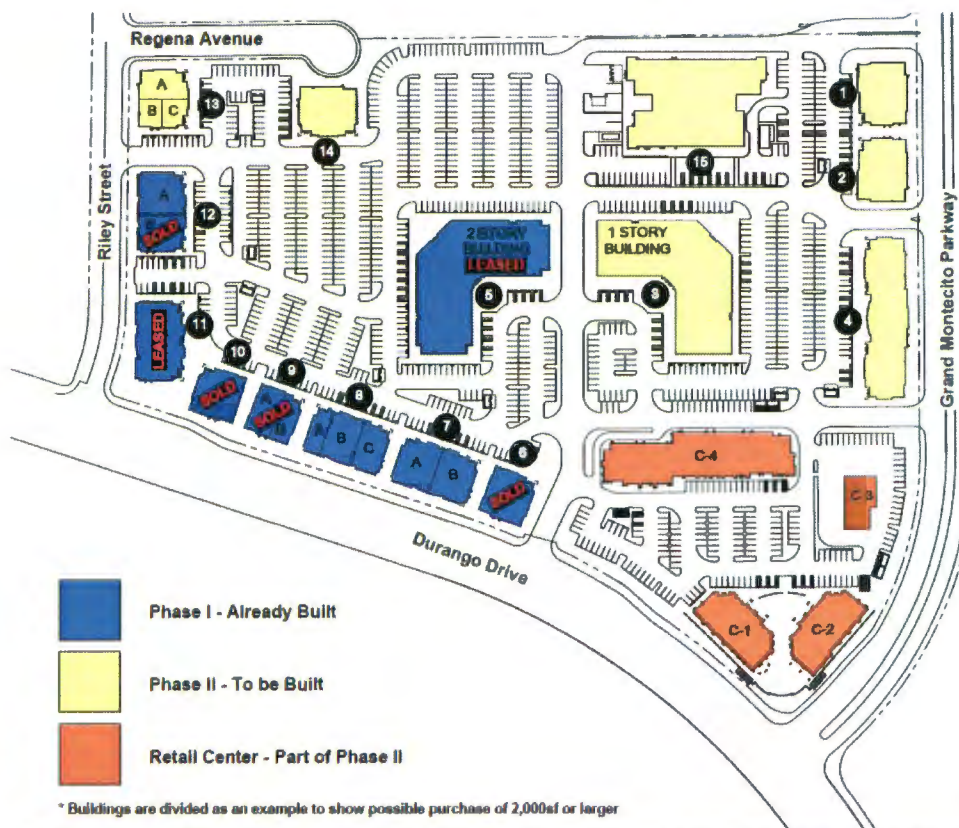 Regena Avenue
A
B C
13
14
15
1
2
Riley Street
A
SOLD
12
2 STORY
BUILDING
LEASED
1 STORY
BUILDING
5
3
4
Grand Montecito Parkway
LEASED
11
10
9
8
7
6
SOLD
A
SOLD
B
A
B
C
A
B
SOLD
C-4
C-3
Durango Drive
C-1
C-2
Phase I - Already Built
Phase II - To be Built
Retail Center - Part of Phase II
* Buildings are divided as an example to show possible purchase of 2,000sf or larger